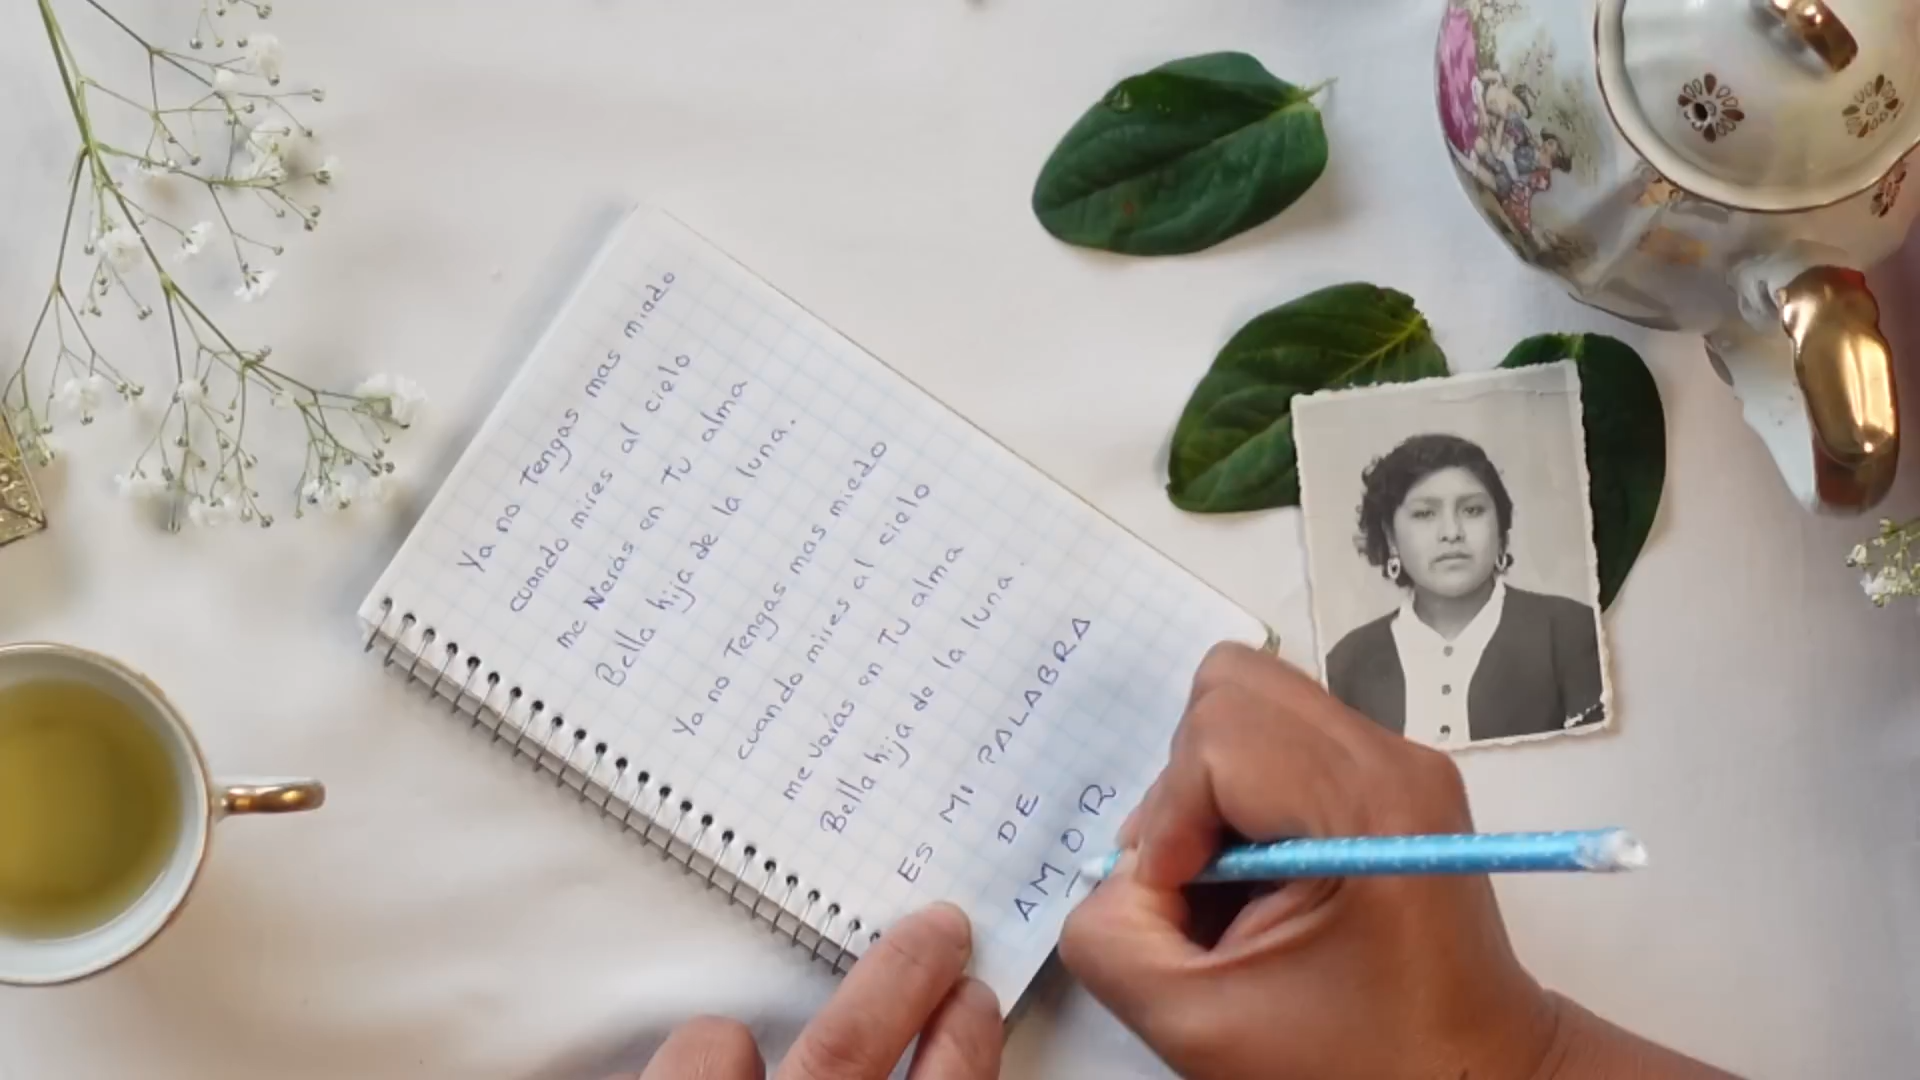 Ya no tengas mas miado
cuando mires al cielo
me verás en tu alma
Bella hija de la luna.
Ya no tengas mas miedo
cuando mires al cielo
me verás en tu alma
Bella hija de la luna.
ES MI PALABRA
DE
AMOR